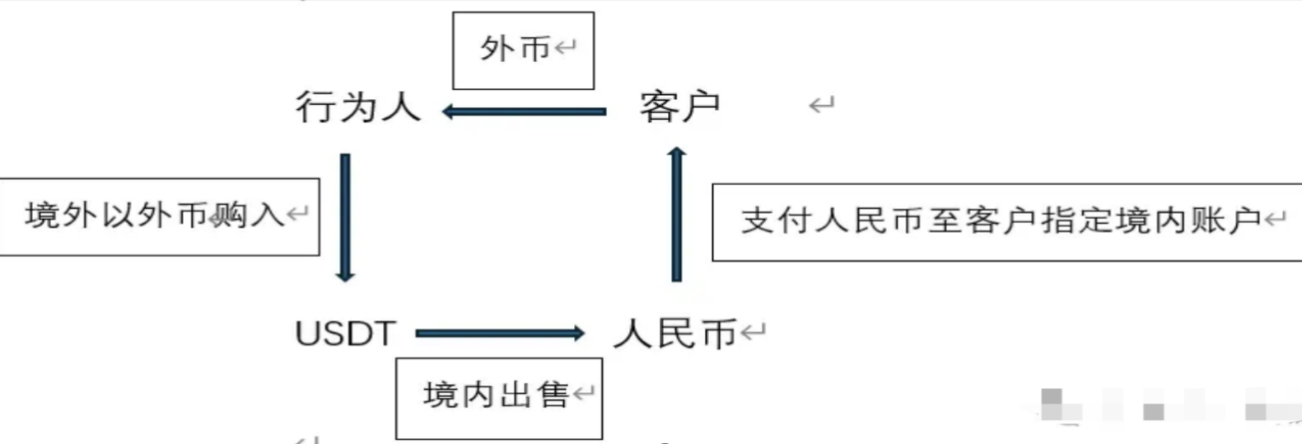 外币
行为人 客户
境外以外币购入
支付人民币至客户指定境内账户
USDT 人民币
境内出售